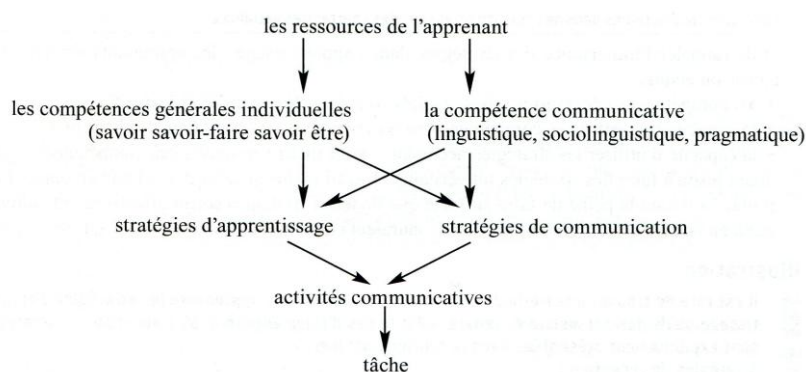 les ressources de l'apprenant
les compétences générales individuelles
(savoir savoir-faire savoir être)
la compétence communicative
(linguistique, sociolinguistique, pragmatique)
stratégies d'apprentissage
stratégies de communication
activités communicatives
tâche